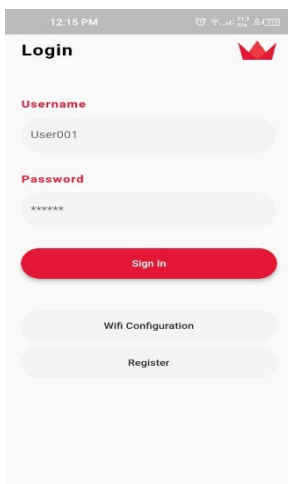 12:15 PM
Login
Username
User001
Password
******
Sign In
Wifi Configuration
Register